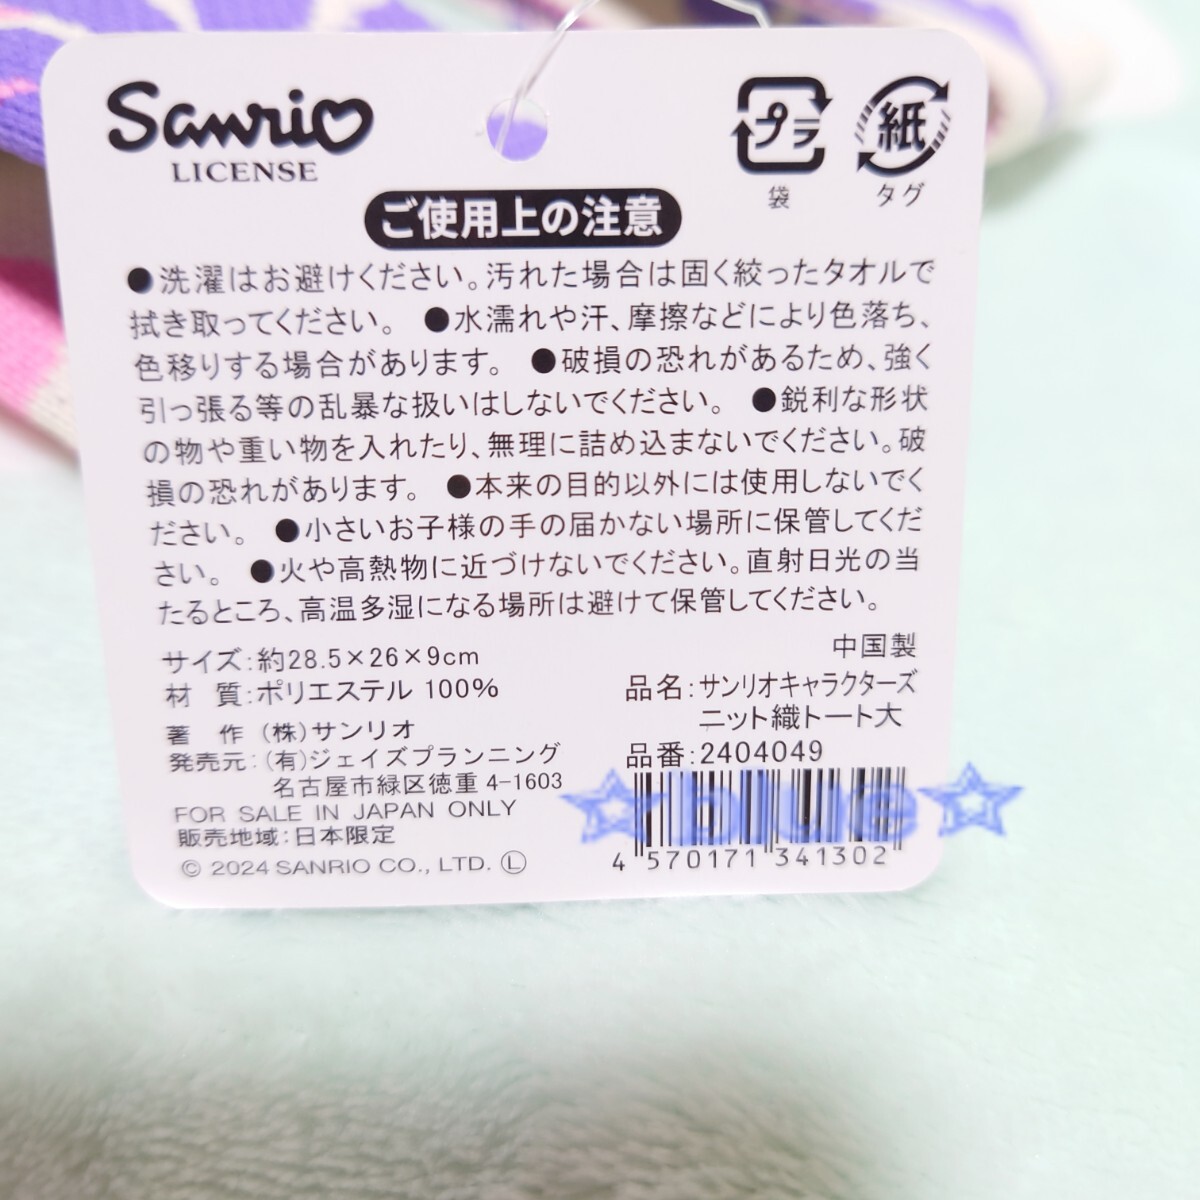 Sanrio
LICENSE
プラ
袋
紙
タグ
ご使用上の注意
●洗濯はお避けください。汚れた場合は固く絞ったタオルで
拭き取ってください。 ●水濡れや汗、摩擦などにより色落ち、
色移りする場合があります。 ●破損の恐れがあるため、強く
引っ張る等の乱暴な扱いはしないでください。 ●鋭利な形状
の物や重い物を入れたり、無理に詰め込まないでください。破
損の恐れがあります。 ●本来の目的以外には使用しないでく
ださい。 ●小さいお子様の手の届かない場所に保管してくだ
さい。 ●火や高熱物に近づけないでください。直射日光の当
たるところ、高温多湿になる場所は避けて保管してください。
サイズ:約28.5×26×9cm
材 質:ポリエステル 100%
著 作 (株)サンリオ
発売元:(有)ジェイズプランニング
名古屋市緑区徳重 4-1603
FOR SALE IN JAPAN ONLY
販売地域:日本限定
© 2024 SANRIO CO., LTD. Ⓛ
中国製
品名:サンリオキャラクターズ
ニット織トート大
品番:2404049
☆blue☆
4 570171 341302